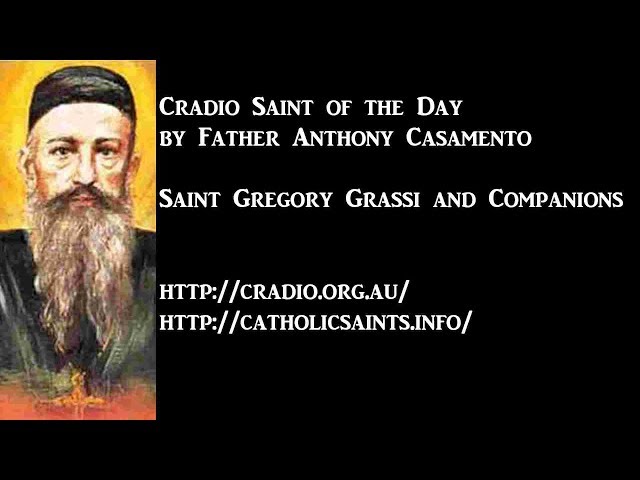 Cradio Saint of the Day
by Father Anthony Casamento
Saint Gregory Grassi and Companions
http://cradio.org.au/
http://catholicsaints.info/